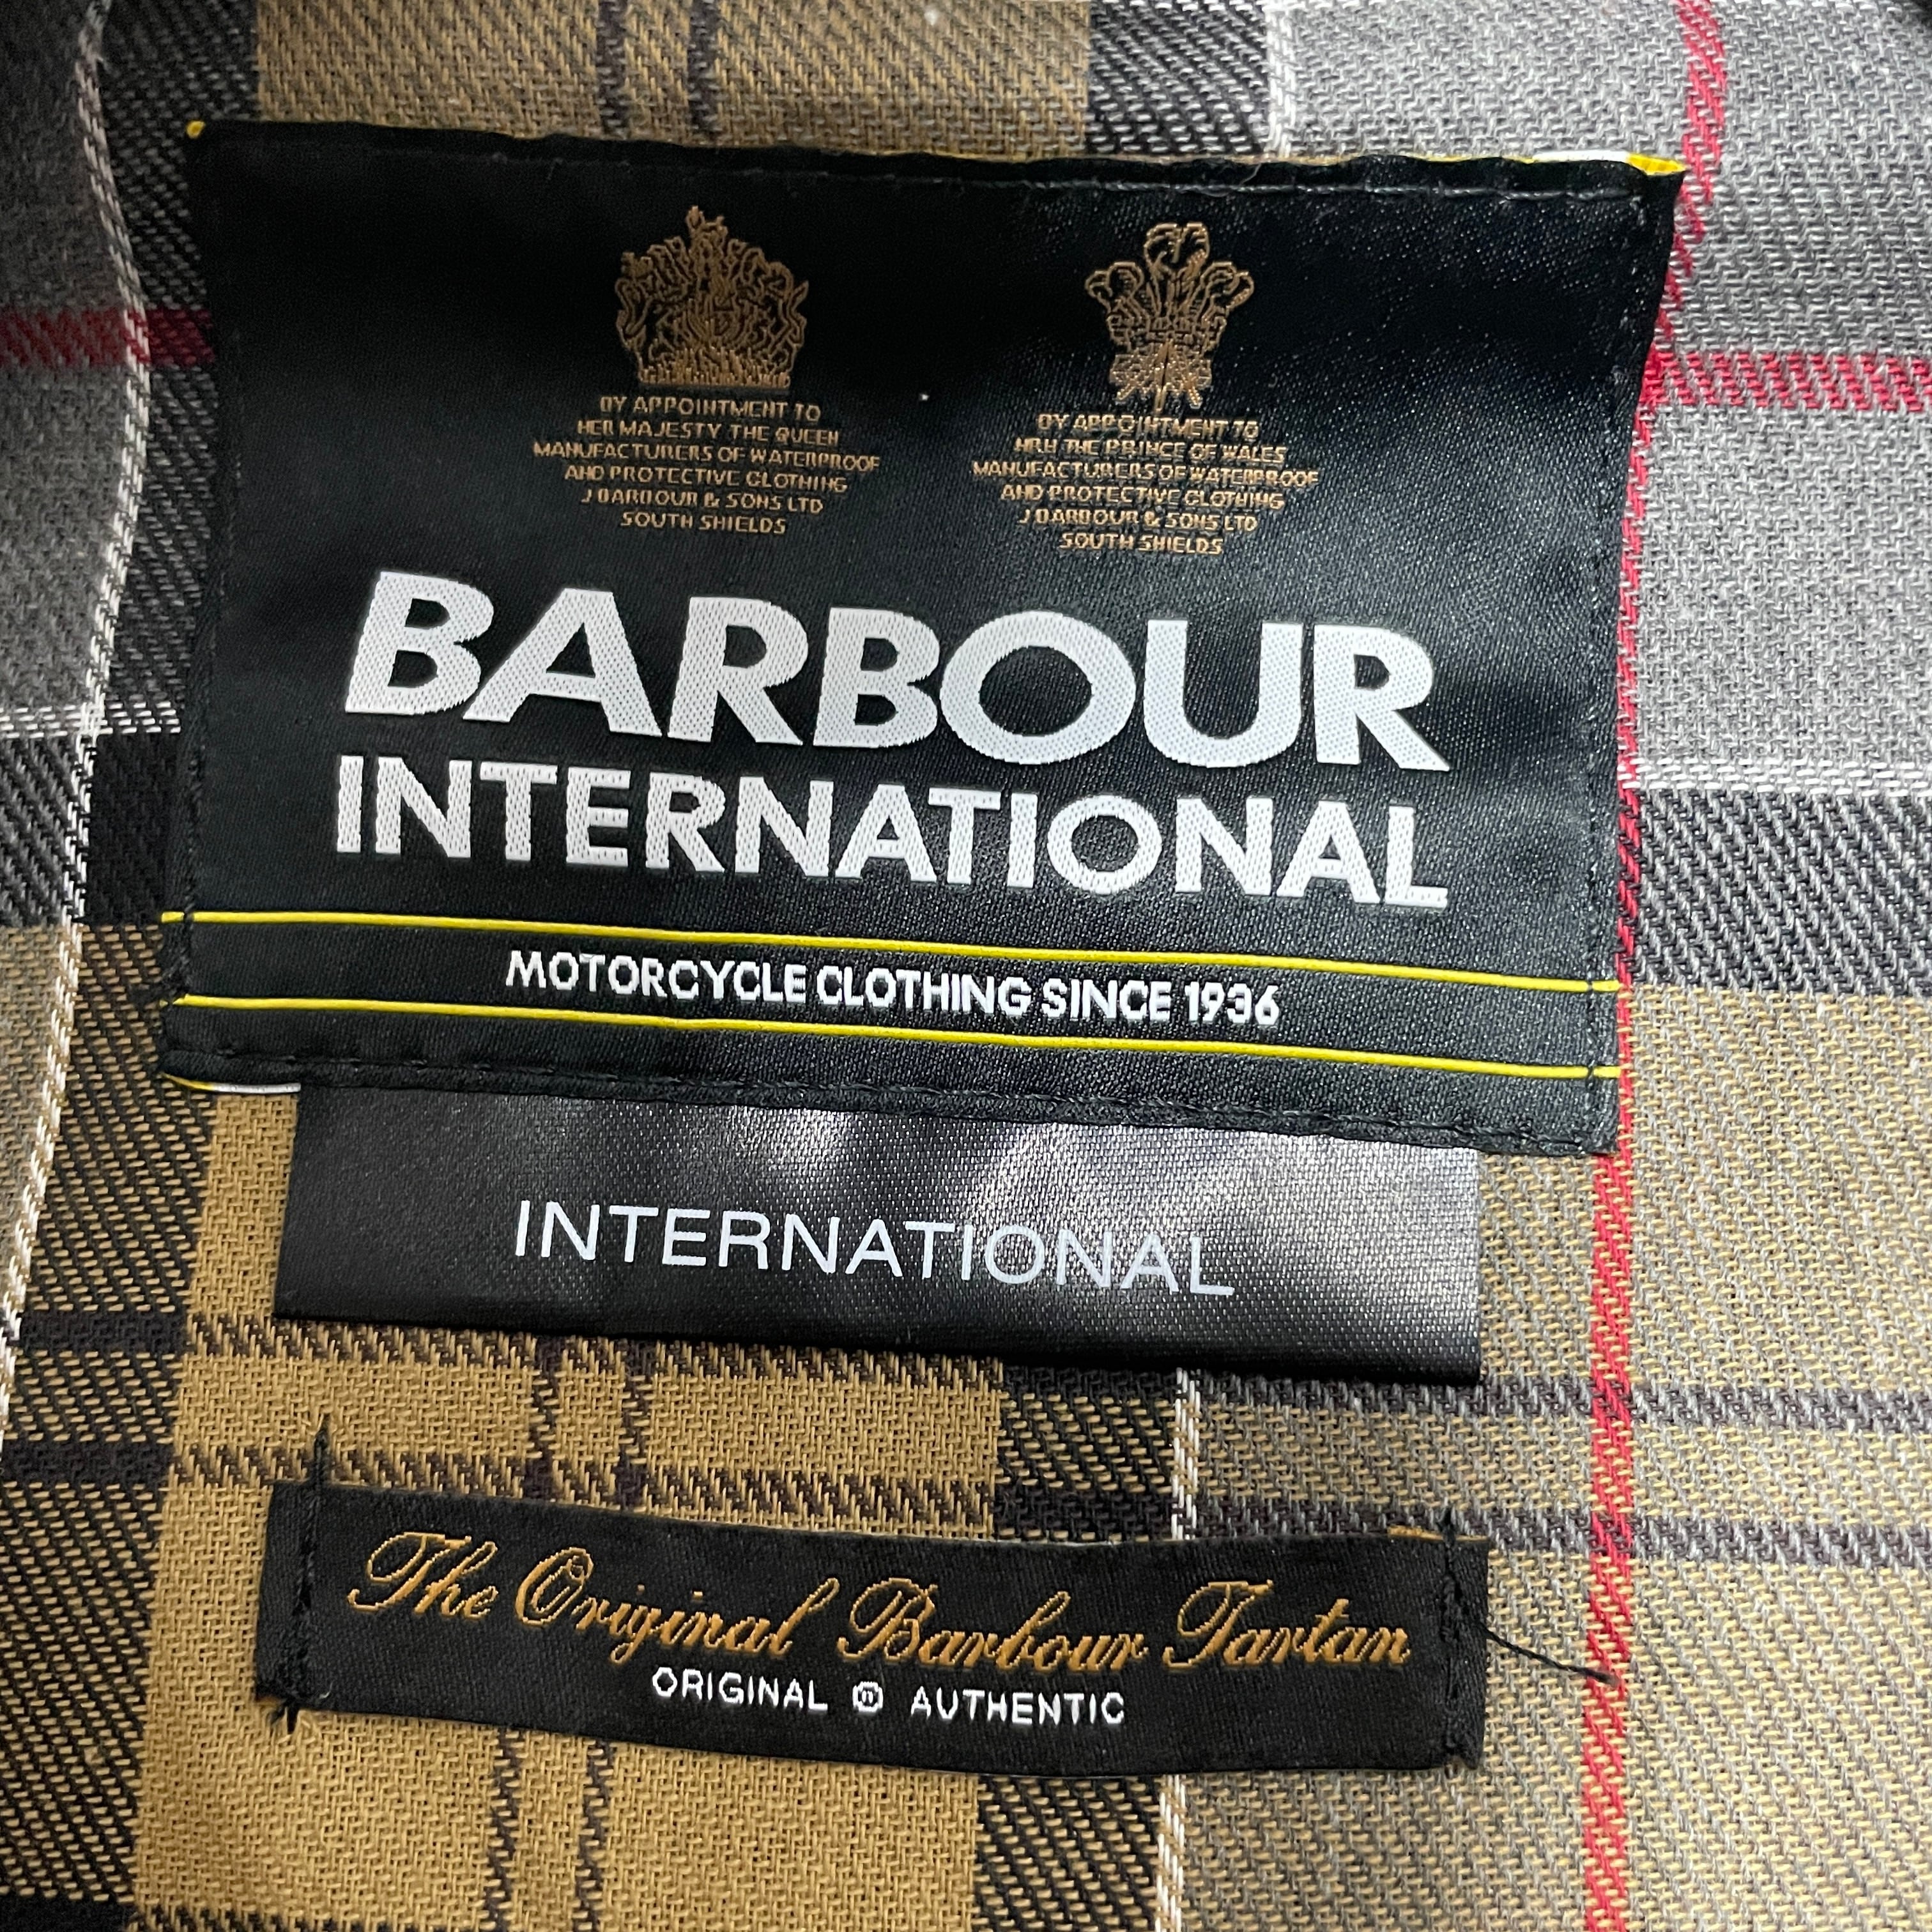 BY APPOINTMENT TO
HER MAJESTY THE QUEEN
MANUFACTURERS OF WATERPROOF
AND PROTECTIVE CLOTHING
J BARBOUR & SONS LTD
SOUTH SHIELDS
BY APPOINTMENT TO
HRH THE PRINCE OF WALES
MANUFACTURERS OF WATERPROOF
AND PROTECTIVE CLOTHING
J BARBOUR & SONS LTD
SOUTH SHIELDS
BARBOUR
INTERNATIONAL
MOTORCYCLE CLOTHING SINCE 1936
INTERNATIONAL
The Original Barbour Tartan
ORIGINAL ® AUTHENTIC